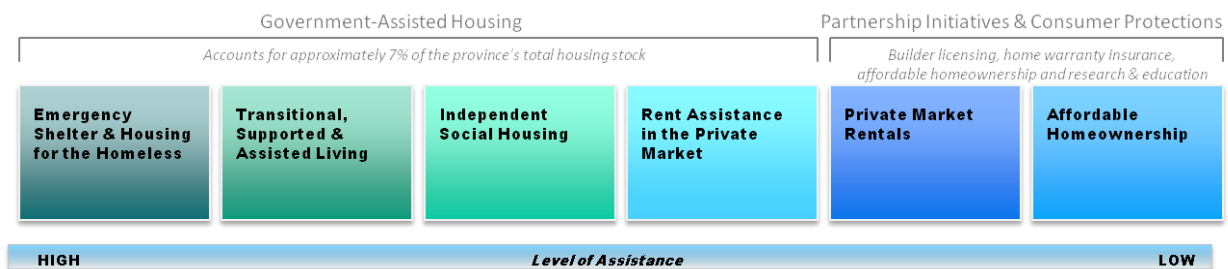 Government-Assisted Housing
Partnership Initiatives & Consumer Protections
Accounts for approximately 7% of the province's total housing stock
Builder licensing, home warranty insurance,
affordable homeownership and research & education
Emergency
Shelter & Housing
for the Homeless
Transitional,
Supported &
Assisted Living
Independent
Social Housing
Rent Assistance
in the Private
Market
Private Market
Rentals
Affordable
Homeownership
HIGH
Level of Assistance
LOW